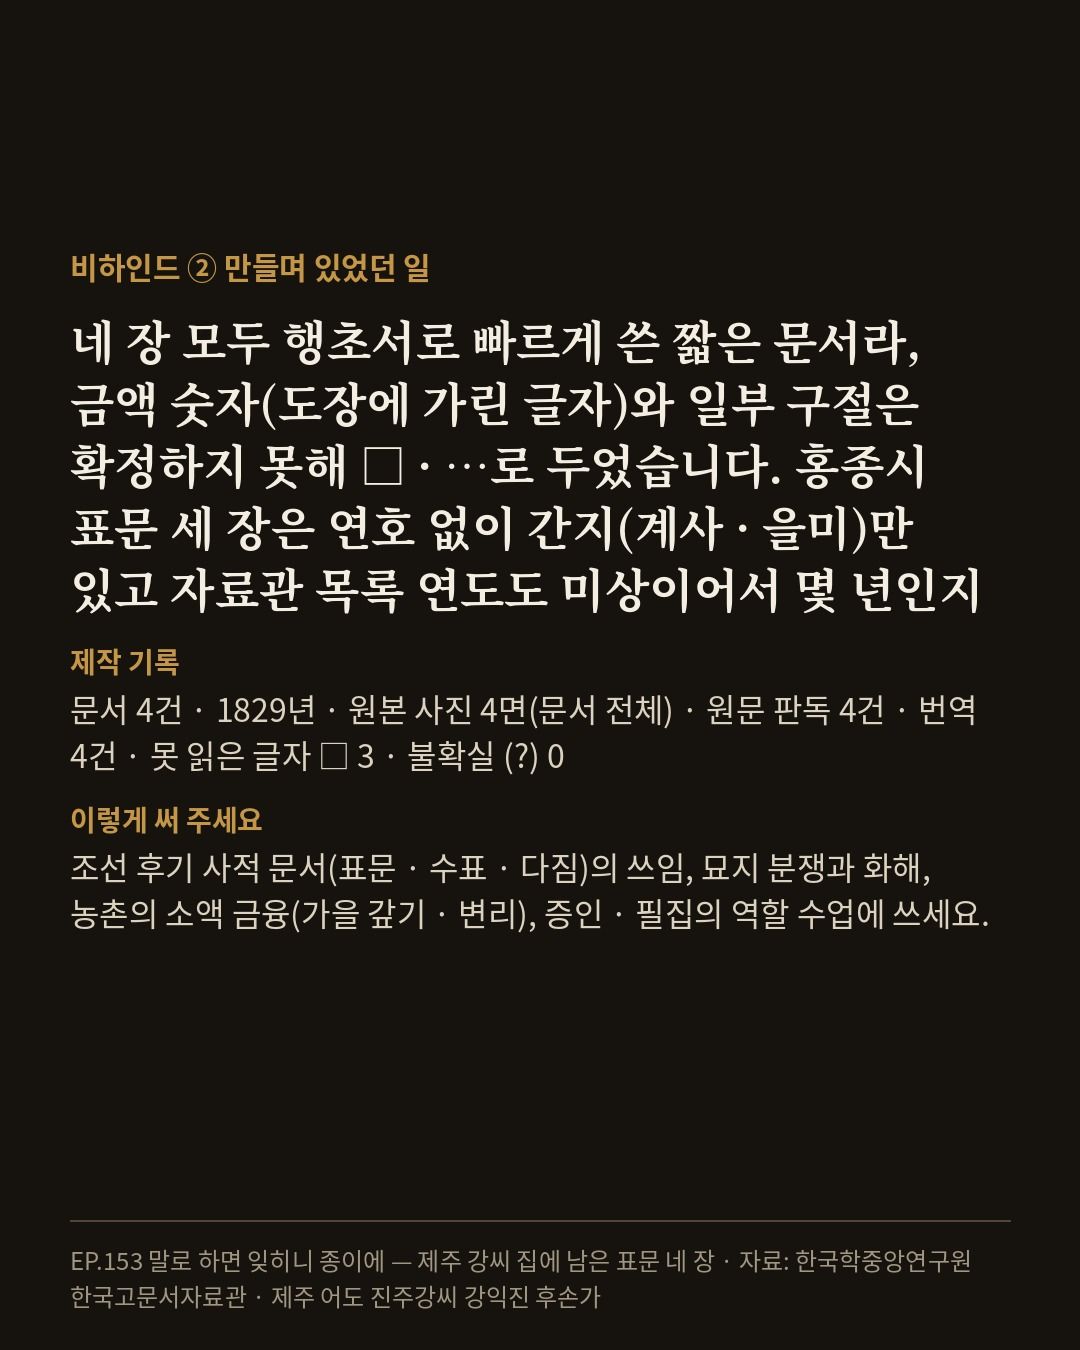 비하인드 ② 만들며 있었던 일
네 장 모두 행초서로 빠르게 쓴 짧은 문서라,
금액 숫자(도장에 가린 글자)와 일부 구절은
확정하지 못해 □ · …로 두었습니다. 홍종시
표문 세 장은 연호 없이 간지(계사 · 을미)만
있고 자료관 목록 연도도 미상이어서 몇 년인지
제작 기록
문서 4건 · 1829년 · 원본 사진 4면(문서 전체) · 원문 판독 4건 · 번역
4건 · 못 읽은 글자 □ 3 · 불확실 (?) 0
이렇게 써 주세요
조선 후기 사적 문서(표문 · 수표 · 다짐)의 쓰임, 묘지 분쟁과 화해,
농촌의 소액 금융(가을 갚기 · 변리), 증인 · 필집의 역할 수업에 쓰세요.
EP.153 말로 하면 잊히니 종이에 — 제주 강씨 집에 남은 표문 네 장 · 자료: 한국학중앙연구원
한국고문서자료관 · 제주 어도 진주강씨 강익진 후손가